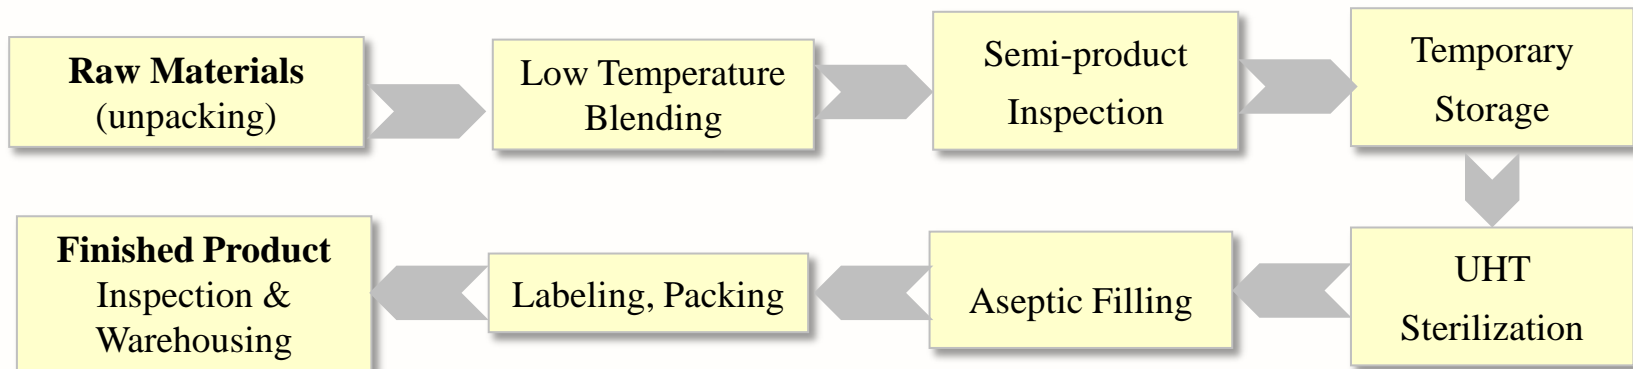 Raw Materials
(unpacking)
Low Temperature
Blending
Semi-product
Inspection
Temporary
Storage
UHT
Sterilization
Aseptic Filling
Labeling, Packing
Finished Product
Inspection &
Warehousing